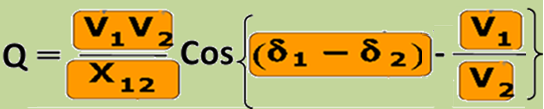 Q = V₁V₂ / X₁₂ Cos{(δ₁ − δ₂) - V₁ / V₂}